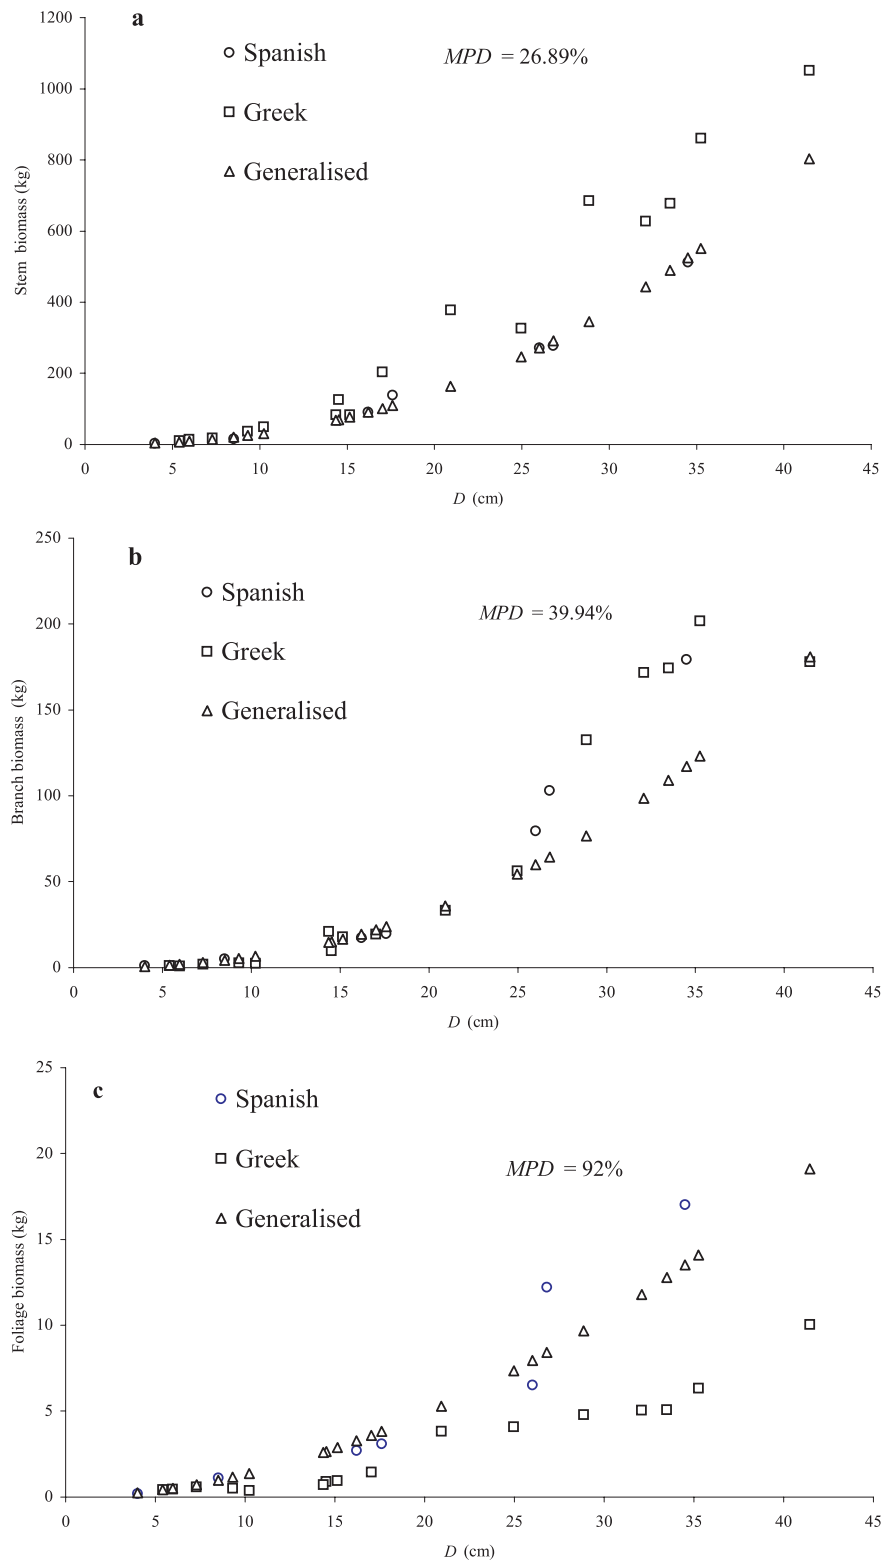 a
Spanish
MPD = 26.89%
Greek
Generalised
Stem biomass (kg)
1200
1000
800
600
400
200
0
0 5 10 15 20 25 30 35 40 45
D (cm)
b
Spanish
MPD = 39.94%
Greek
Generalised
Branch biomass (kg)
250
200
150
100
50
0
0 5 10 15 20 25 30 35 40 45
D (cm)
c
Spanish
Greek
MPD = 92%
Generalised
Foliage biomass (kg)
25
20
15
10
5
0
0 5 10 15 20 25 30 35 40 45
D (cm)